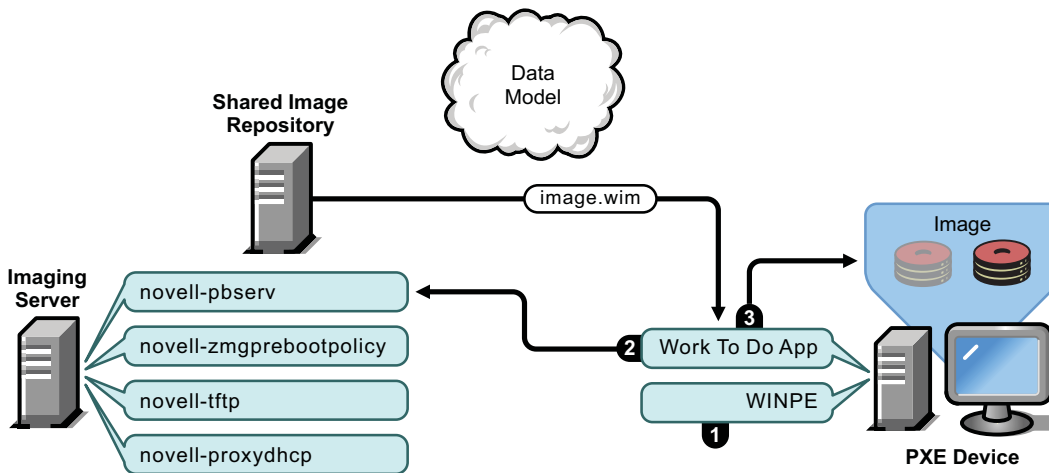 Data
Model
Shared Image
Repository
image.wim
Image
Imaging
Server
novell-pbserv
novell-zmgprebootpolicy
novell-tftp
novell-proxydhcp
3
2
Work To Do App
WINPE
1
PXE Device